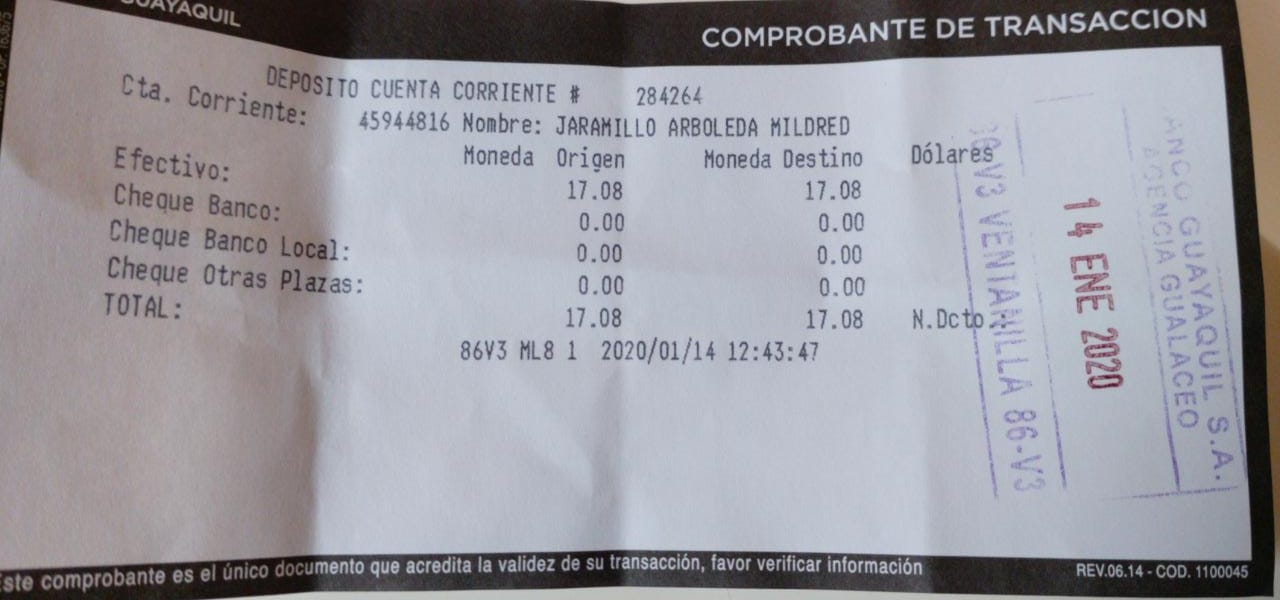 GUAYAQUIL
COMPROBANTE DE TRANSACCION
DEPOSITO CUENTA CORRIENTE # 284264
Cta. Corriente: 45944816 Nombre: JARAMILLO ARBOLEDA MILDRED
Moneda Origen Moneda Destino Dólares
Efectivo: 17.08 17.08
Cheque Banco: 0.00 0.00
Cheque Banco Local: 0.00 0.00
Cheque Otras Plazas: 0.00 0.00
TOTAL: 17.08 17.08 N.Dcto
86V3 ML8 1 2020/01/14 12:43:47
ANCO GUAYAQUIL S.A.
AGENCIA GUALACEO
14 ENE 2020
86-V3 VENTANILLA 86-V3
Este comprobante es el único documento que acredita la validez de su transacción, favor verificar información
REV.06.14 - COD. 1100045